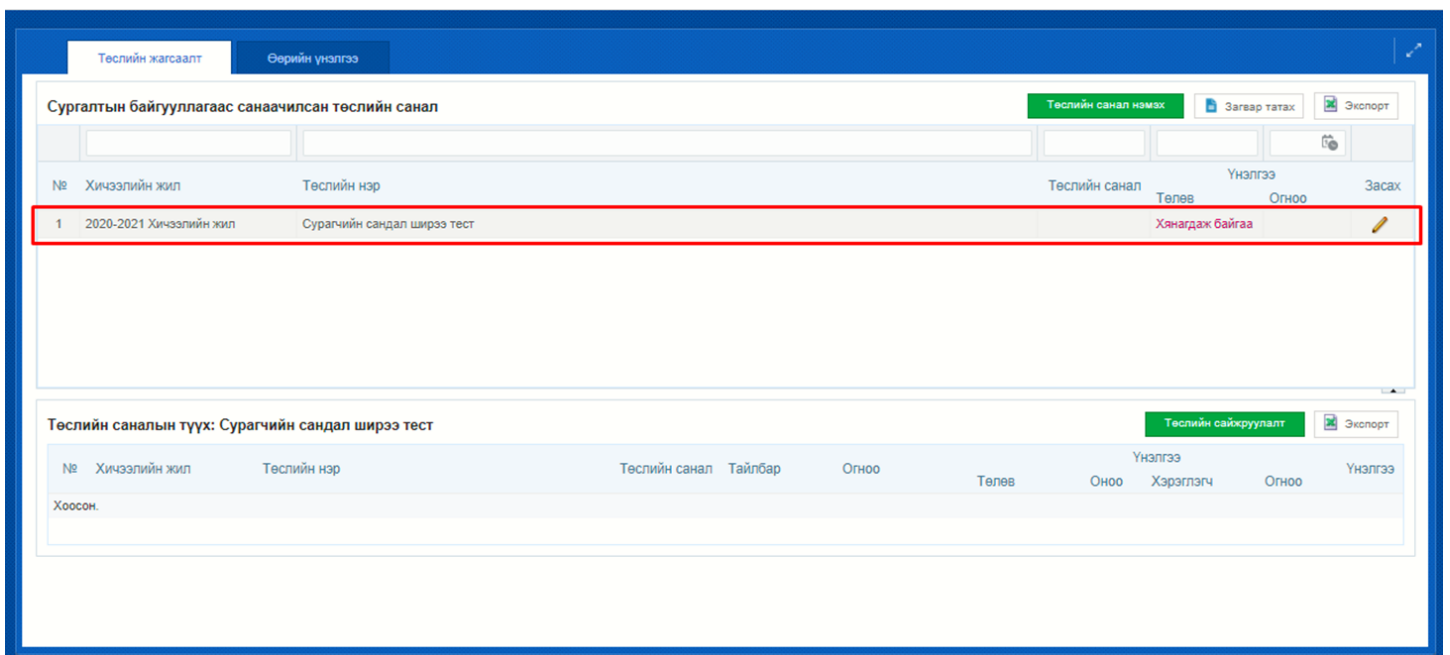 Төслийн жагсаалт Өөрийн үнэлгээ
Сургалтын байгууллагаас санаачилсан төслийн санал Төслийн санал нэмэх Загвар татах Экспорт
№ Хичээлийн жил Төслийн нэр Төслийн санал Үнэлгээ Засах
Төлөв Огноо
1 2020-2021 Хичээлийн жил Сурагчийн сандал ширээ тест Хянагдаж байгаа
Төслийн саналын түүх: Сурагчийн сандал ширээ тест Төслийн сайжруулалт Экспорт
№ Хичээлийн жил Төслийн нэр Төслийн санал Тайлбар Огноо Үнэлгээ Үнэлгээ
Төлөв Оноо Хэрэглэгч Огноо
Хоосон.